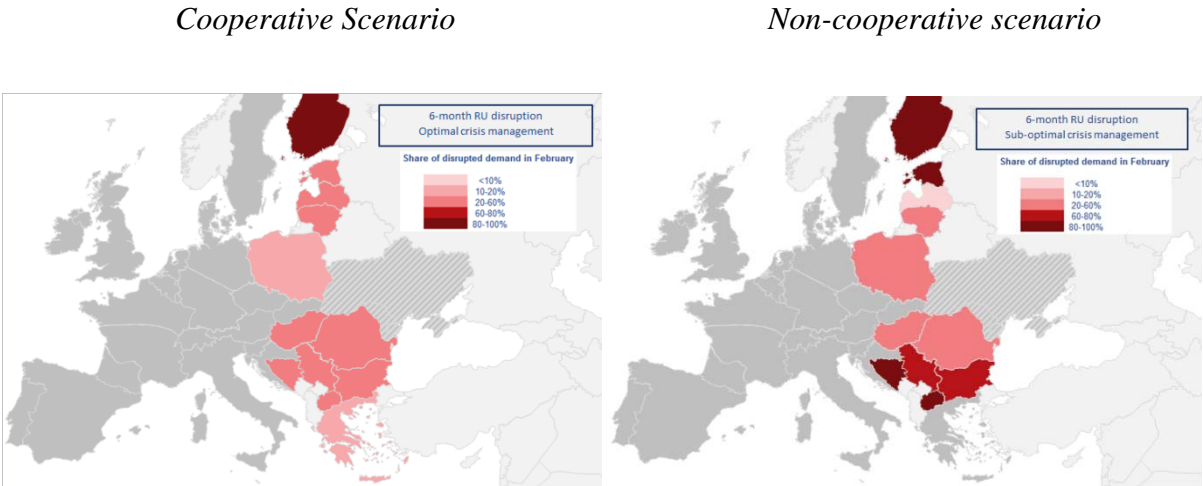 Cooperative Scenario
Non-cooperative scenario
6-month RU disruption
Optimal crisis management
Share of disrupted demand in February
<10%
10-20%
20-60%
60-80%
80-100%
6-month RU disruption
Sub-optimal crisis management
Share of disrupted demand in February
<10%
10-20%
20-60%
60-80%
80-100%